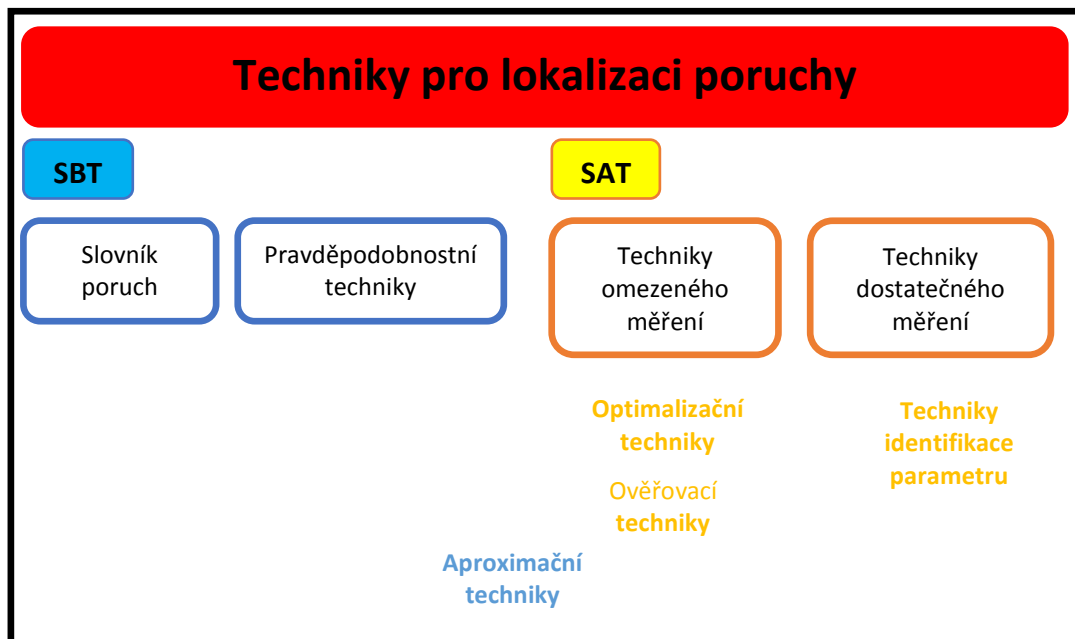 Techniky pro lokalizaci poruchy
SBT
SAT
Slovník
poruch
Pravděpodobnostní
techniky
Techniky
omezeného
měření
Techniky
dostatečného
měření
Optimalizační
techniky
Techniky
identifikace
parametru
Ověřovací
techniky
Aproximační
techniky